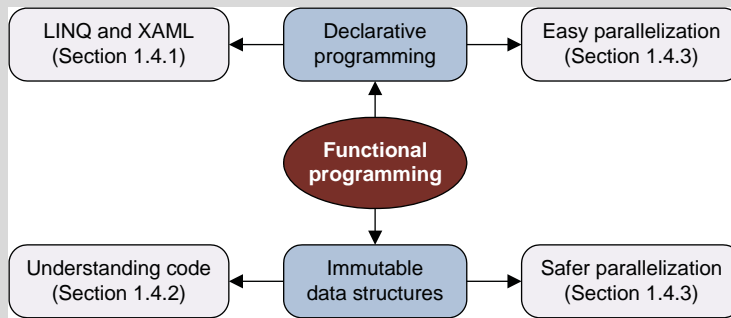 LINQ and XAML
(Section 1.4.1)
Declarative
programming
Easy parallelization
(Section 1.4.3)
Functional
programming
Understanding code
(Section 1.4.2)
Immutable
data structures
Safer parallelization
(Section 1.4.3)